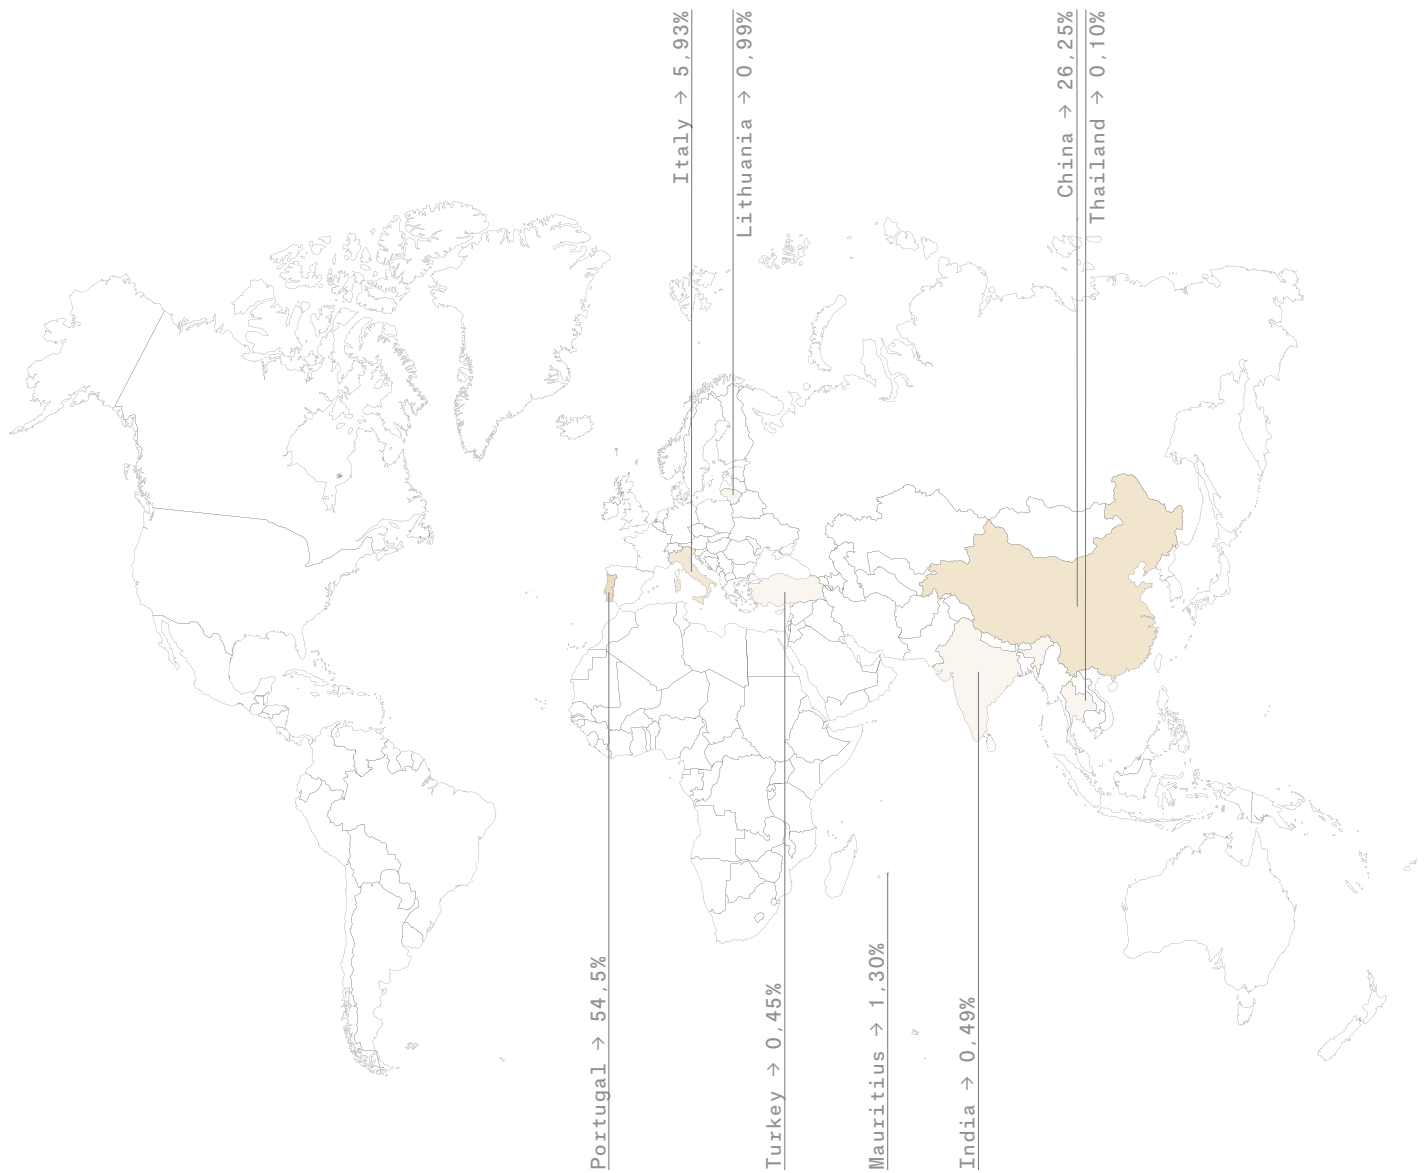 Italy → 5,93%
Lithuania → 0,99%
China → 26,25%
Thailand → 0,10%
Portugal → 54,5%
Turkey → 0,45%
Mauritius → 1,30%
India → 0,49%